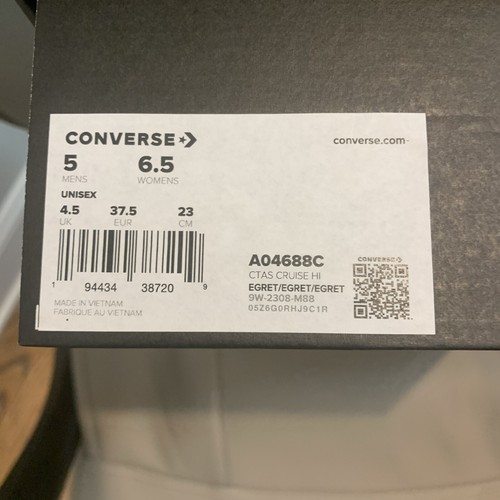 CONVERSE
converse.com
5 6.5
MENS WOMENS
UNISEX
4.5 37.5 23
UK EUR CM
1 94434 38720 9
MADE IN VIETNAM
FABRIQUE AU VIETNAM
A04688C
CTAS CRUISE HI
EGRET/EGRET/EGRET
9W-2308-M88
05Z6G0RHJ9C1R
CONVERSE